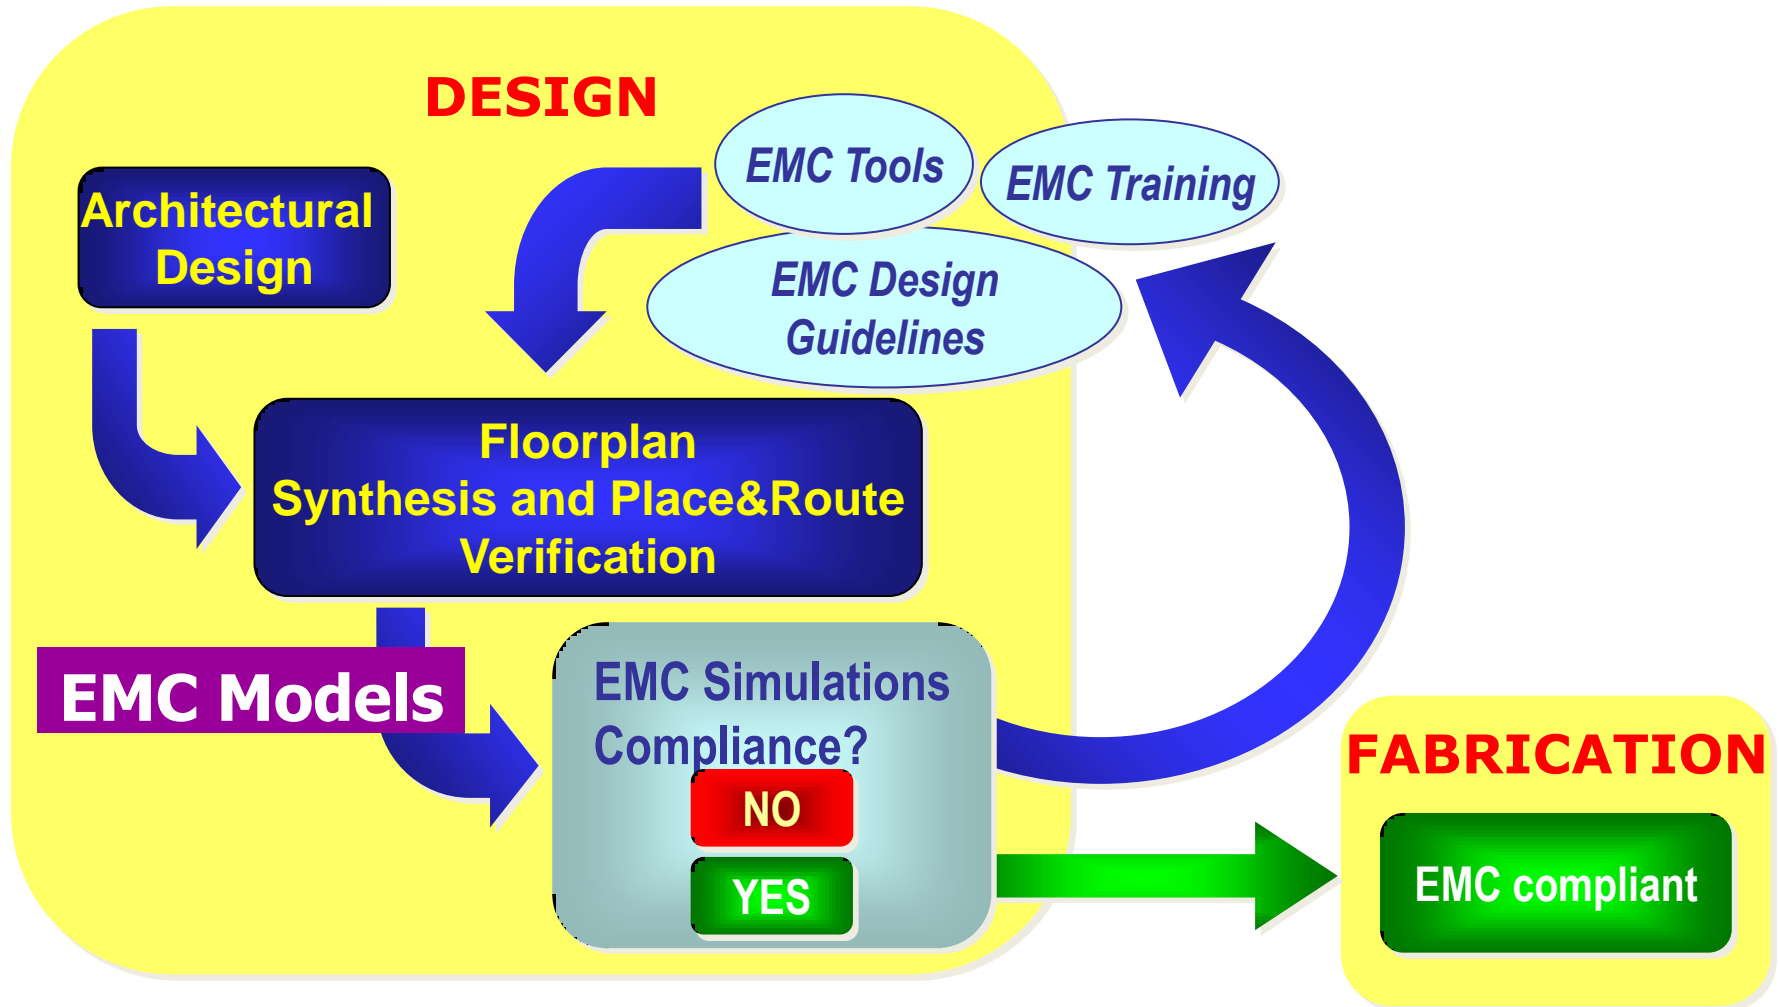 DESIGN
EMC Tools
EMC Training
Architectural
Design
EMC Design
Guidelines
Floorplan
Synthesis and Place&Route
Verification
EMC Models
EMC Simulations
Compliance?
NO
YES
FABRICATION
EMC compliant